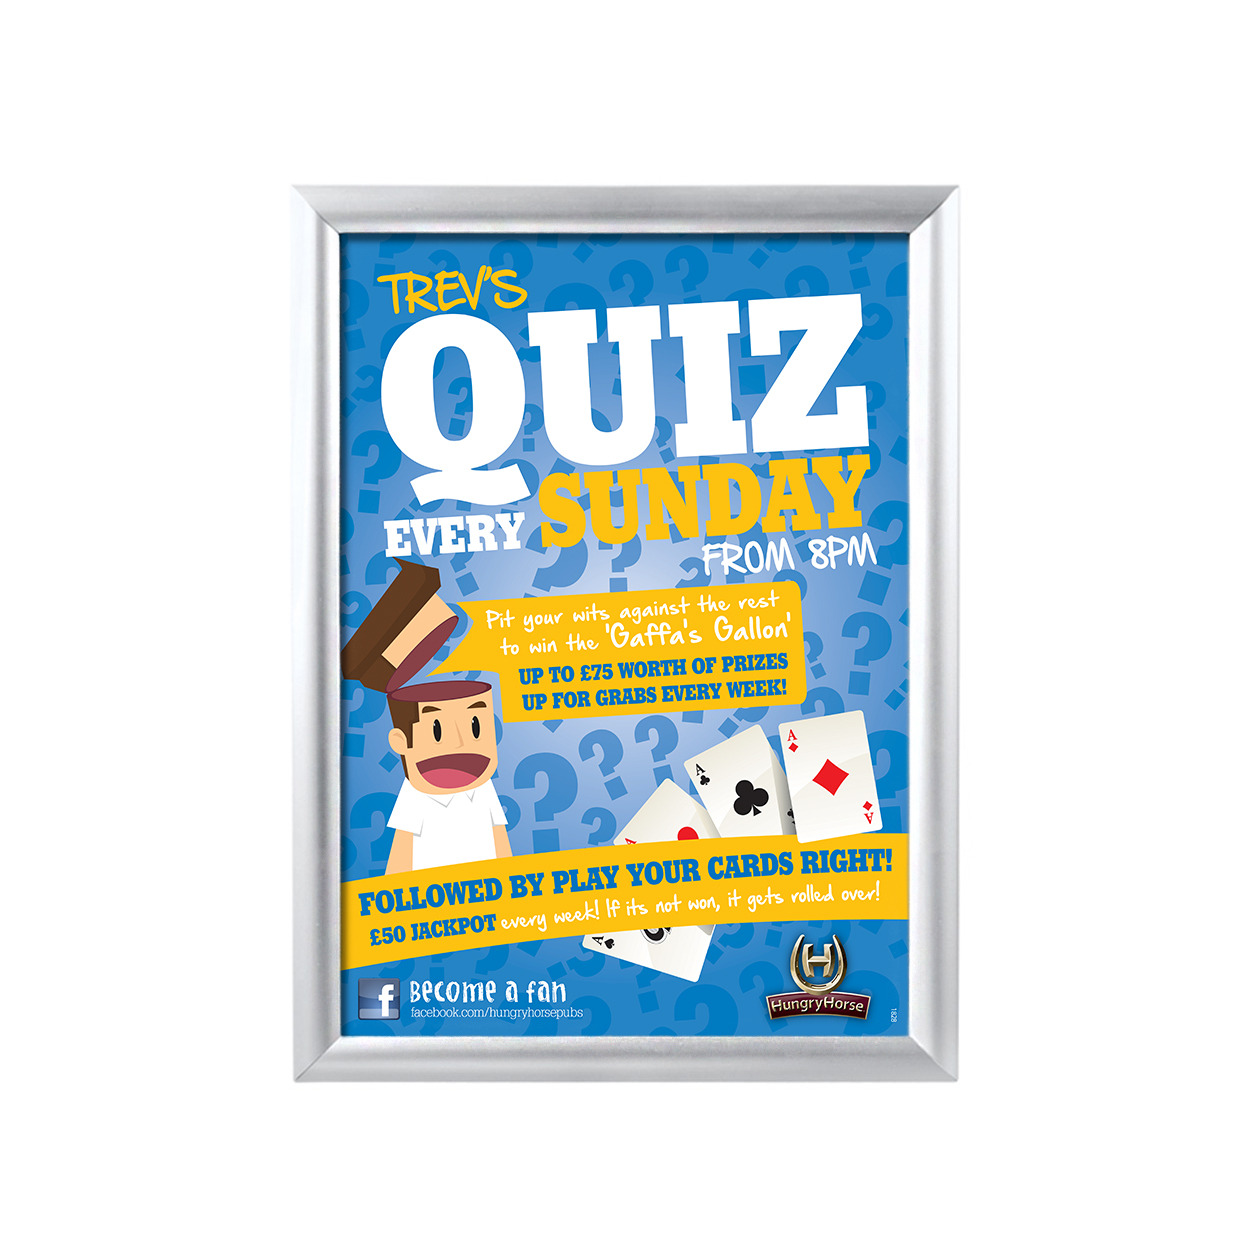 TREV'S
QUIZ
EVERY SUNDAY
FROM 8PM
Pit your wits against the rest
to win the 'Gaffa's Gallon'
UP TO £75 WORTH OF PRIZES
UP FOR GRABS EVERY WEEK!
A
A
A
A
A
FOLLOWED BY PLAY YOUR CARDS RIGHT!
£50 JACKPOT every week! If its not won, it gets rolled over!
A
f BECOME A FAN
facebook.com/hungryhorsepubs
H
HungryHorse
1828